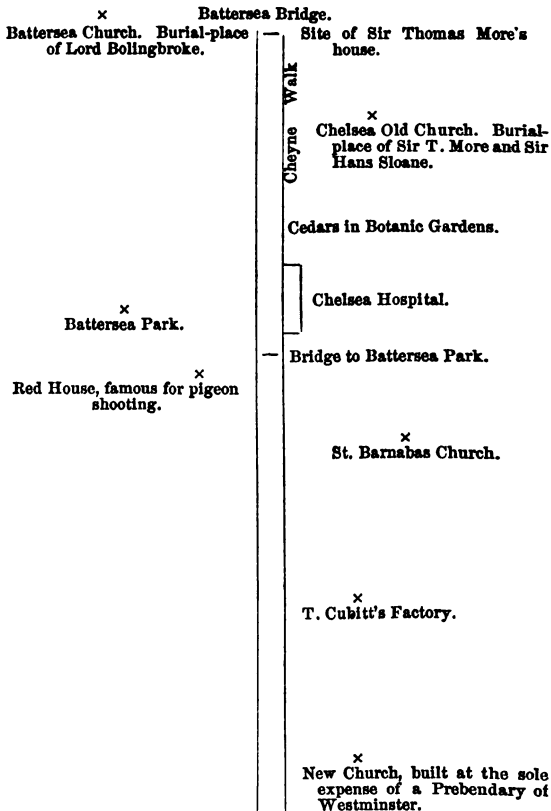 Battersea Bridge.
Battersea Church. Burial-place
of Lord Bolingbroke.
Site of Sir Thomas More's
house.
Cheyne Walk
Chelsea Old Church. Burial-
place of Sir T. More and Sir
Hans Sloane.
Cedars in Botanic Gardens.
Chelsea Hospital.
Battersea Park.
Bridge to Battersea Park.
Red House, famous for pigeon
shooting.
St. Barnabas Church.
T. Cubitt's Factory.
New Church, built at the sole
expense of a Prebendary of
Westminster.